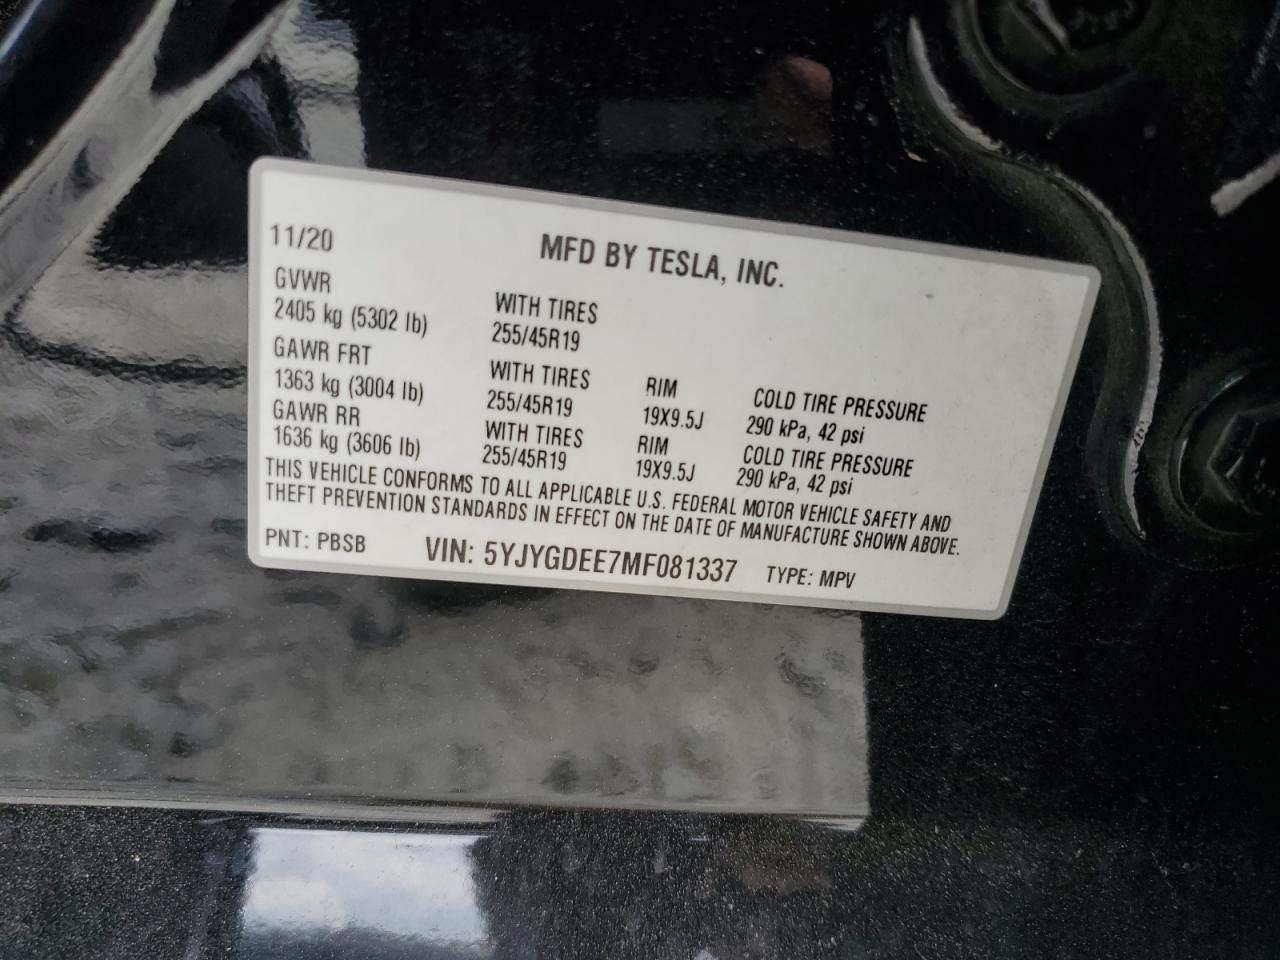 11/20 MFD BY TESLA, INC.
GVWR
2405 kg (5302 lb) WITH TIRES 255/45R19
GAWR FRT
1363 kg (3004 lb) WITH TIRES 255/45R19 RIM 19X9.5J COLD TIRE PRESSURE 290 kPa, 42 psi
GAWR RR
1636 kg (3606 lb) WITH TIRES 255/45R19 RIM 19X9.5J COLD TIRE PRESSURE 290 kPa, 42 psi
THIS VEHICLE CONFORMS TO ALL APPLICABLE U.S. FEDERAL MOTOR VEHICLE SAFETY AND
THEFT PREVENTION STANDARDS IN EFFECT ON THE DATE OF MANUFACTURE SHOWN ABOVE.
PNT: PBSB VIN: 5YJYGDEE7MF081337 TYPE: MPV